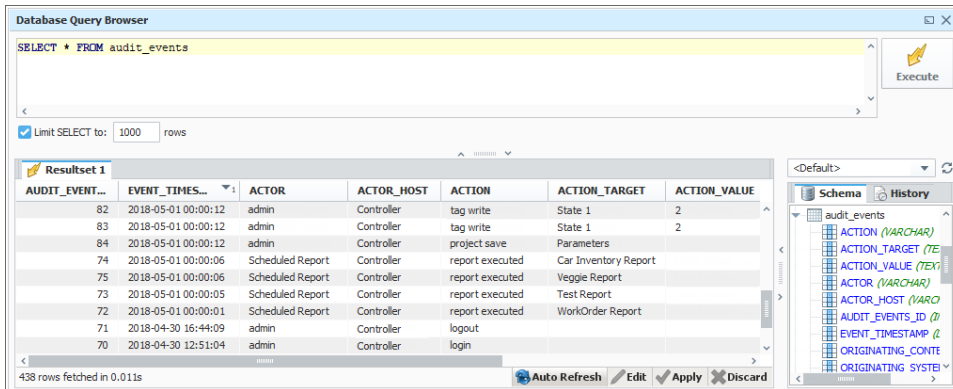 Database Query Browser
SELECT * FROM audit_events
Execute
Limit SELECT to: 1000 rows
Resultset 1
<Default>
AUDIT_EVENT... EVENT_TIMES... 1 ACTOR ACTOR_HOST ACTION ACTION_TARGET ACTION_VALUE
Schema History
82 2018-05-01 00:00:12 admin Controller tag write State 1 2
83 2018-05-01 00:00:12 admin Controller tag write State 1 2
84 2018-05-01 00:00:12 admin Controller project save Parameters
74 2018-05-01 00:00:06 Scheduled Report Controller report executed Car Inventory Report
75 2018-05-01 00:00:06 Scheduled Report Controller report executed Veggie Report
73 2018-05-01 00:00:05 Scheduled Report Controller report executed Test Report
72 2018-05-01 00:00:01 Scheduled Report Controller report executed WorkOrder Report
71 2018-04-30 16:44:09 admin Controller logout
70 2018-04-30 12:51:04 admin Controller login
audit_events
ACTION (VARCHAR)
ACTION_TARGET (TE
ACTION_VALUE (TEXT
ACTOR (VARCHAR)
ACTOR_HOST (VARCH
AUDIT_EVENTS_ID (I
EVENT_TIMESTAMP (D
ORIGINATING_CONTE
ORIGINATING_SYSTE
438 rows fetched in 0.011s
Auto Refresh Edit Apply Discard